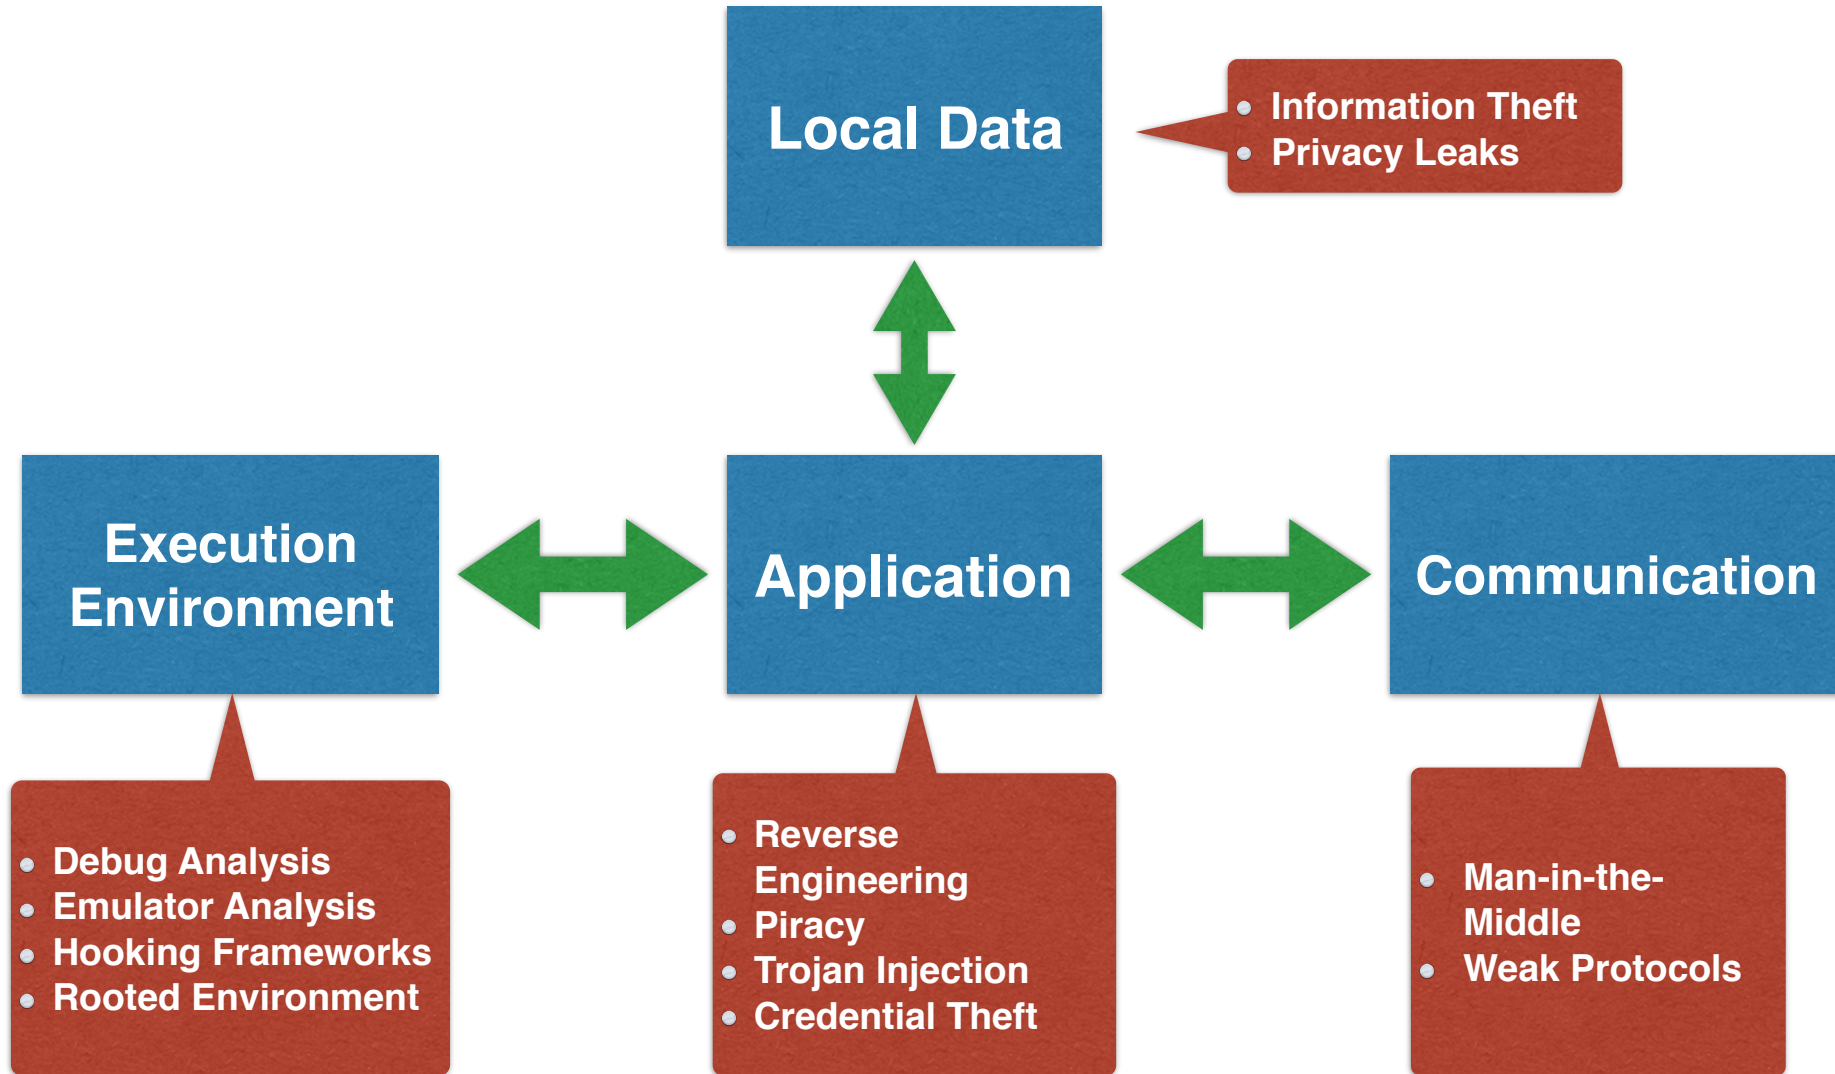 Local Data
Information Theft
Privacy Leaks
Execution
Environment
Application
Communication
Debug Analysis
Emulator Analysis
Hooking Frameworks
Rooted Environment
Reverse
Engineering
Piracy
Trojan Injection
Credential Theft
Man-in-the-
Middle
Weak Protocols